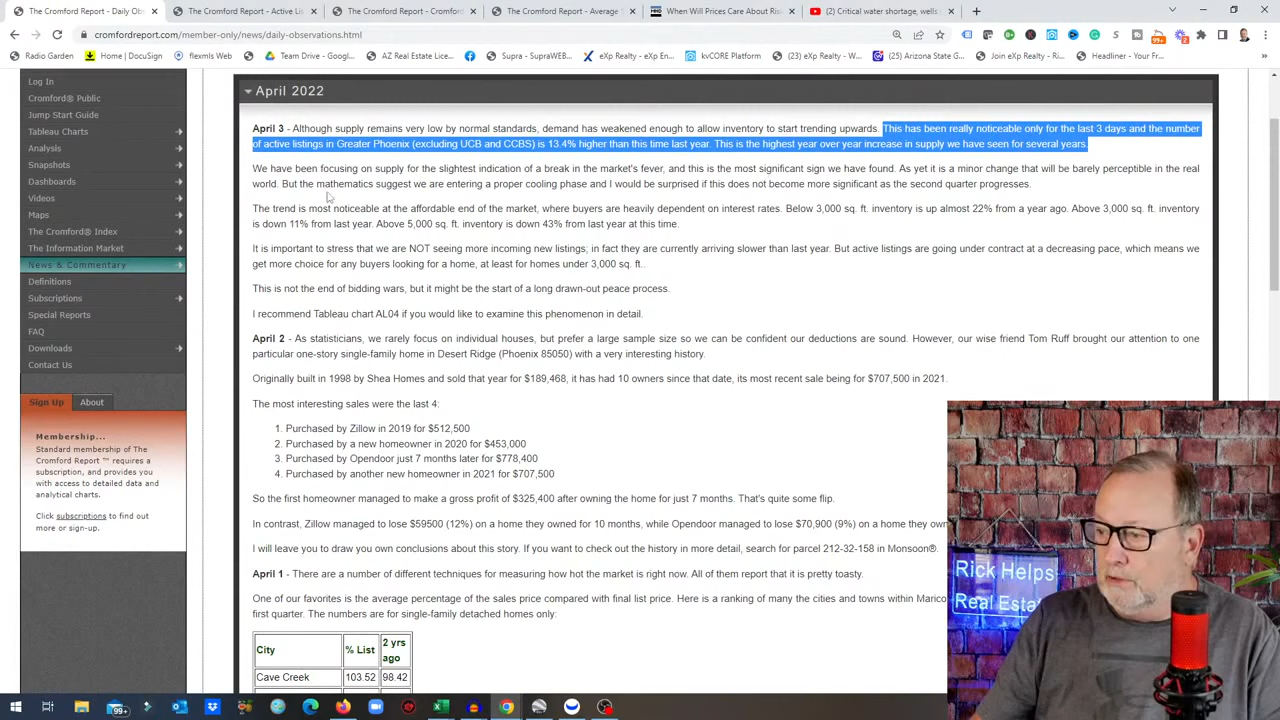 The Cromford Report - Daily Obs
The Cromford Report - Active Lis
The Cromford Report - Cromford
The Cromford Report - Average S
When Will Prices Care About Ris
(2) Critical water shortage, wells
cromfordreport.com/member-only/news/daily-observations.html
Radio Garden
Home | DocuSign
flexmls Web
Team Drive - Googl...
AZ Real Estate Lice...
Supra - SupraWEB...
eXp Realty - eXp En...
kvCORE Platform
(23) eXp Realty - W...
(25) Arizona State G...
Join eXp Realty - Ri...
Headliner - Your Fr...
Log In
Cromford® Public
Jump Start Guide
Tableau Charts
Analysis
Snapshots
Dashboards
Videos
Maps
The Cromford® Index
The Information Market
News & Commentary
Definitions
Subscriptions
Special Reports
FAQ
Downloads
Contact Us
Sign Up
About
Membership...
Standard membership of The
Cromford Report ™ requires a
subscription, and provides you
with access to detailed data and
analytical charts.
Click subscriptions to find out
more or sign-up.
April 2022
April 3 - Although supply remains very low by normal standards, demand has weakened enough to allow inventory to start trending upwards. This has been really noticeable only for the last 3 days and the number
of active listings in Greater Phoenix (excluding UCB and CCBS) is 13.4% higher than this time last year. This is the highest year over year increase in supply we have seen for several years.
We have been focusing on supply for the slightest indication of a break in the market's fever, and this is the most significant sign we have found. As yet it is a minor change that will be barely perceptible in the real
world. But the mathematics suggest we are entering a proper cooling phase and I would be surprised if this does not become more significant as the second quarter progresses.
The trend is most noticeable at the affordable end of the market, where buyers are heavily dependent on interest rates. Below 3,000 sq. ft. inventory is up almost 22% from a year ago. Above 3,000 sq. ft. inventory
is down 11% from last year. Above 5,000 sq. ft. inventory is down 43% from last year at this time.
It is important to stress that we are NOT seeing more incoming new listings; in fact they are currently arriving slower than last year. But active listings are going under contract at a decreasing pace, which means we
get more choice for any buyers looking for a home, at least for homes under 3,000 sq. ft..
This is not the end of bidding wars, but it might be the start of a long drawn-out peace process.
I recommend Tableau chart AL04 if you would like to examine this phenomenon in detail.
April 2 - As statisticians, we rarely focus on individual houses, but prefer a large sample size so we can be confident our deductions are sound. However, our wise friend Tom Ruff brought our attention to one
particular one-story single-family home in Desert Ridge (Phoenix 85050) with a very interesting history.
Originally built in 1998 by Shea Homes and sold that year for $189,468, it has had 10 owners since that date, its most recent sale being for $707,500 in 2021.
The most interesting sales were the last 4:
1. Purchased by Zillow in 2019 for $512,500
2. Purchased by a new homeowner in 2020 for $453,000
3. Purchased by Opendoor just 7 months later for $778,400
4. Purchased by another new homeowner in 2021 for $707,500
So the first homeowner managed to make a gross profit of $325,400 after owning the home for just 7 months. That's quite some flip.
In contrast, Zillow managed to lose $59500 (12%) on a home they owned for 10 months, while Opendoor managed to lose $70,900 (9%) on a home they own
I will leave you to draw you own conclusions about this story. If you want to check out the history in more detail, search for parcel 212-32-158 in Monsoon®.
April 1 - There are a number of different techniques for measuring how hot the market is right now. All of them report that it is pretty toasty.
One of our favorites is the average percentage of the sales price compared with final list price. Here is a ranking of many the cities and towns within Marico
first quarter. The numbers are for single-family detached homes only:
City % List 2 yrs ago
Cave Creek 103.52 98.42
Rick Helps
Real Estat
99+